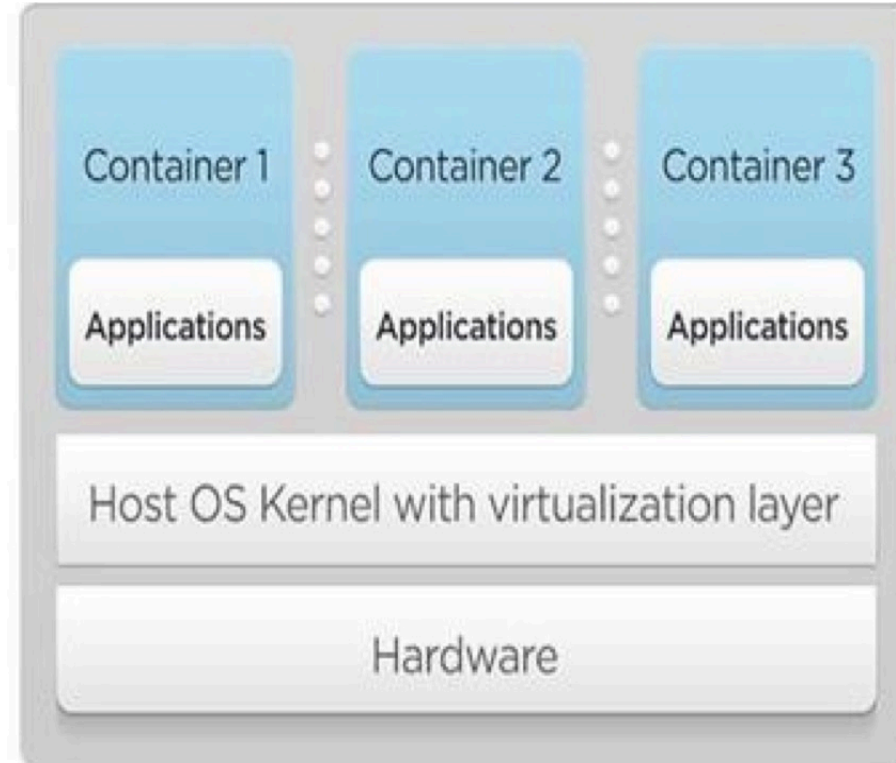 Container 1
Container 2
Container 3
Applications
Applications
Applications
Host OS Kernel with virtualization layer
Hardware